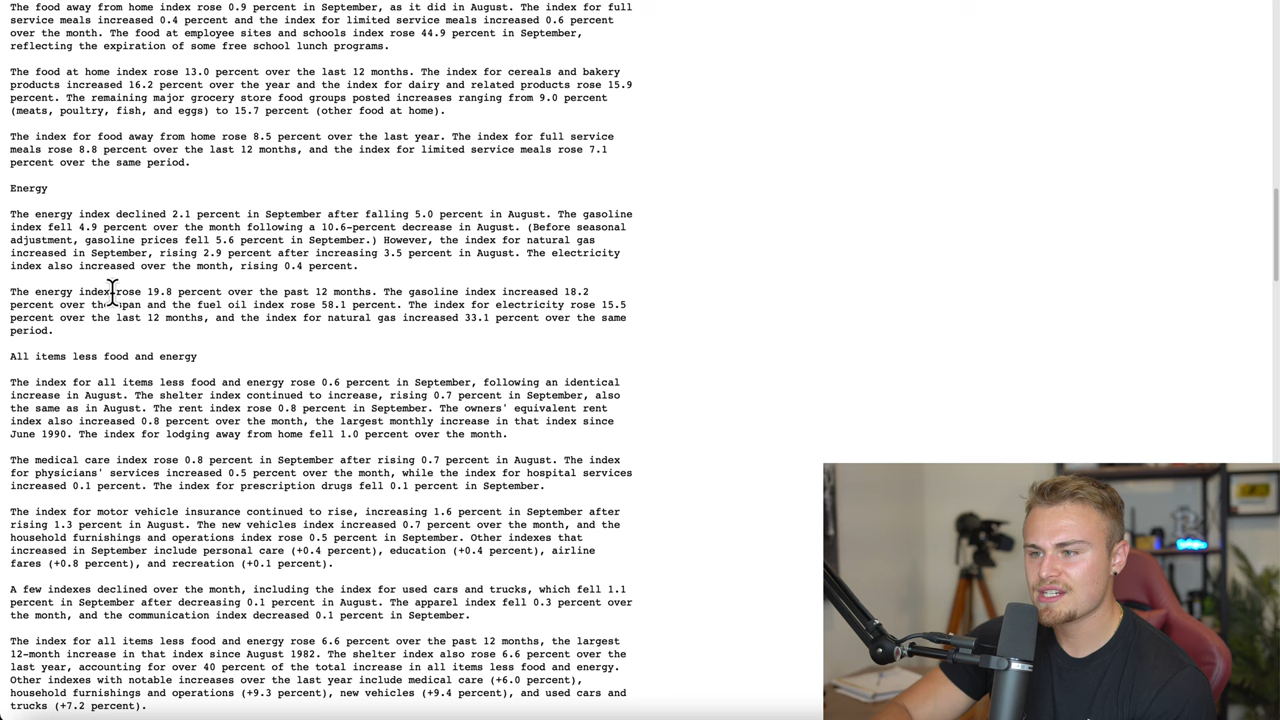 The food away from home index rose 0.9 percent in September, as it did in August. The index for full
service meals increased 0.4 percent and the index for limited service meals increased 0.6 percent
over the month. The food at employee sites and schools index rose 44.9 percent in September,
reflecting the expiration of some free school lunch programs.
The food at home index rose 13.0 percent over the last 12 months. The index for cereals and bakery
products increased 16.2 percent over the year and the index for dairy and related products rose 15.9
percent. The remaining major grocery store food groups posted increases ranging from 9.0 percent
(meats, poultry, fish, and eggs) to 15.7 percent (other food at home).
The index for food away from home rose 8.5 percent over the last year. The index for full service
meals rose 8.8 percent over the last 12 months, and the index for limited service meals rose 7.1
percent over the same period.
Energy
The energy index declined 2.1 percent in September after falling 5.0 percent in August. The gasoline
index fell 4.9 percent over the month following a 10.6-percent decrease in August. (Before seasonal
adjustment, gasoline prices fell 5.6 percent in September.) However, the index for natural gas
increased in September, rising 2.9 percent after increasing 3.5 percent in August. The electricity
index also increased over the month, rising 0.4 percent.
The energy index rose 19.8 percent over the past 12 months. The gasoline index increased 18.2
percent over the span and the fuel oil index rose 58.1 percent. The index for electricity rose 15.5
percent over the last 12 months, and the index for natural gas increased 33.1 percent over the same
period.
All items less food and energy
The index for all items less food and energy rose 0.6 percent in September, following an identical
increase in August. The shelter index continued to increase, rising 0.7 percent in September, also
the same as in August. The rent index rose 0.8 percent in September. The owners' equivalent rent
index also increased 0.8 percent over the month, the largest monthly increase in that index since
June 1990. The index for lodging away from home fell 1.0 percent over the month.
The medical care index rose 0.8 percent in September after rising 0.7 percent in August. The index
for physicians' services increased 0.5 percent over the month, while the index for hospital services
increased 0.1 percent. The index for prescription drugs fell 0.1 percent in September.
The index for motor vehicle insurance continued to rise, increasing 1.6 percent in September after
rising 1.3 percent in August. The new vehicles index increased 0.7 percent over the month, and the
household furnishings and operations index rose 0.5 percent in September. Other indexes that
increased in September include personal care (+0.4 percent), education (+0.4 percent), airline
fares (+0.8 percent), and recreation (+0.1 percent).
A few indexes declined over the month, including the index for used cars and trucks, which fell 1.1
percent in September after decreasing 0.1 percent in August. The apparel index fell 0.3 percent over
the month, and the communication index decreased 0.1 percent in September.
The index for all items less food and energy rose 6.6 percent over the past 12 months, the largest
12-month increase in that index since August 1982. The shelter index also rose 6.6 percent over the
last year, accounting for over 40 percent of the total increase in all items less food and energy.
Other indexes with notable increases over the last year include medical care (+6.0 percent),
household furnishings and operations (+9.3 percent), new vehicles (+9.4 percent), and used cars and
trucks (+7.2 percent).